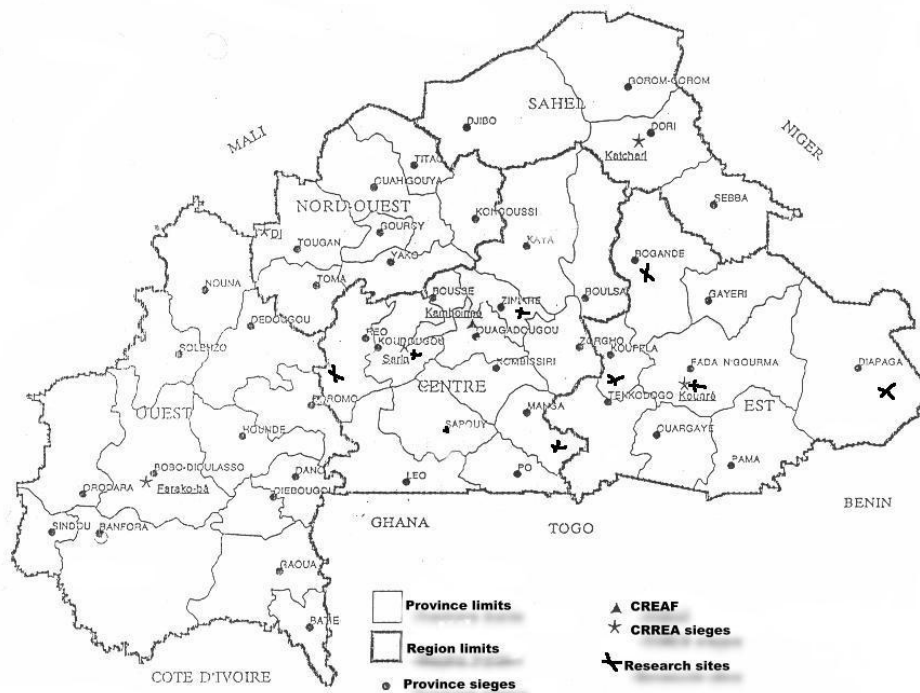 GOROM-GOROM
SAHEL
DJIBO
DORI
Katchari
MALI
NIGER
TITAO
OUAHIGOUYA
SEBBA
NORD-OUEST
KONGOUSSI
GOURCY
DI
TOUGAN
KAYA
YAKO
BOGANDE
TOMA
NOUNA
BOUSSE
ZINIARE
BOULSA
GAYERI
Kamboinsé
DEDOUGOU
OUAGADOUGOU
REO
KOUDOUGOU
ZORGHO
KOUPELA
SOLENZO
Saria
KOMBISSIRI
FADA N'GOURMA
DIAPAGA
CENTRE
Kouaré
TENKODOGO
BOROMO
EST
OUEST
MANGA
SAPOUY
HOUNDE
OUARGAYE
BOBO-DIOULASSO
DANO
PAMA
LEO
PO
Farako-bâ
ORODARA
DIEBOUGOU
BENIN
GHANA
TOGO
SINDOU
BANFORA
GAOUA
BATIE
COTE D'IVOIRE
Province limits
Region limits
Province sieges
CREAF
CRREA sieges
Research sites